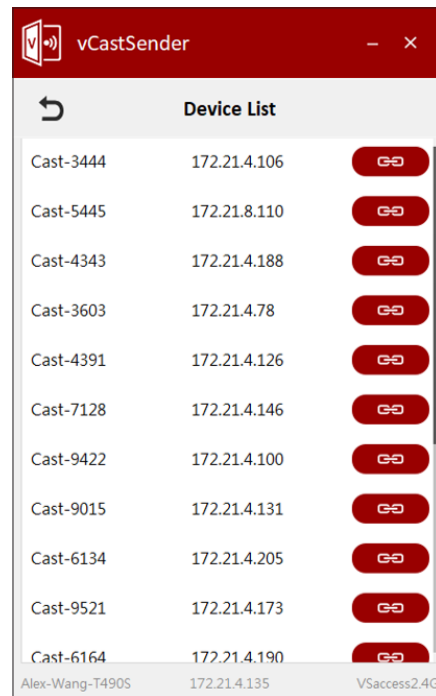 V vCastSender
Device List
Cast-3444 172.21.4.106
Cast-5445 172.21.8.110
Cast-4343 172.21.4.188
Cast-3603 172.21.4.78
Cast-4391 172.21.4.126
Cast-7128 172.21.4.146
Cast-9422 172.21.4.100
Cast-9015 172.21.4.131
Cast-6134 172.21.4.205
Cast-9521 172.21.4.173
Cast-6164 172.21.4.190
Alex-Wang-T490S 172.21.4.135 VSaccess2.4G